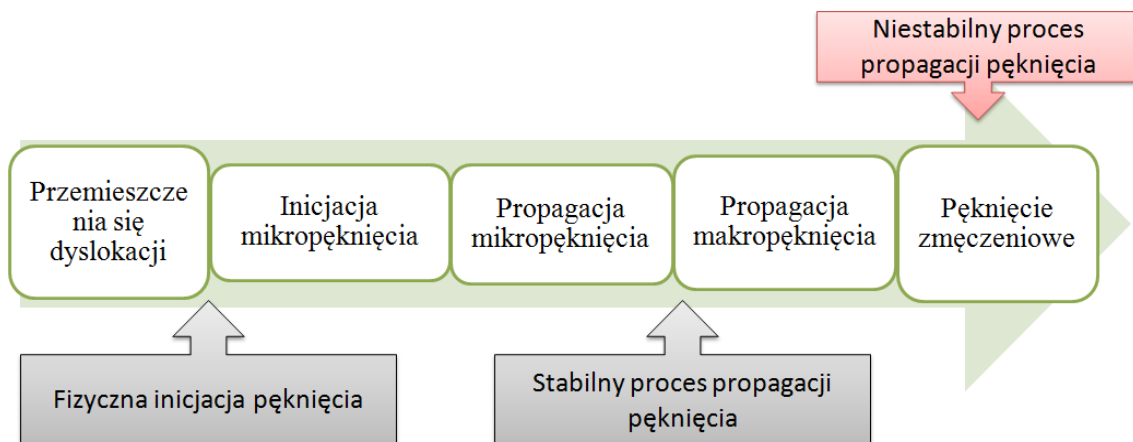 Niestabilny proces
propagacji pęknięcia
Przemieszcze
nia się
dyslokacji
Inicjacja
mikropęknięcia
Propagacja
mikropęknięcia
Propagacja
makropęknięcia
Pęknięcie
zmęczeniowe
Fizyczna inicjacja pęknięcia
Stabilny proces propagacji
pęknięcia